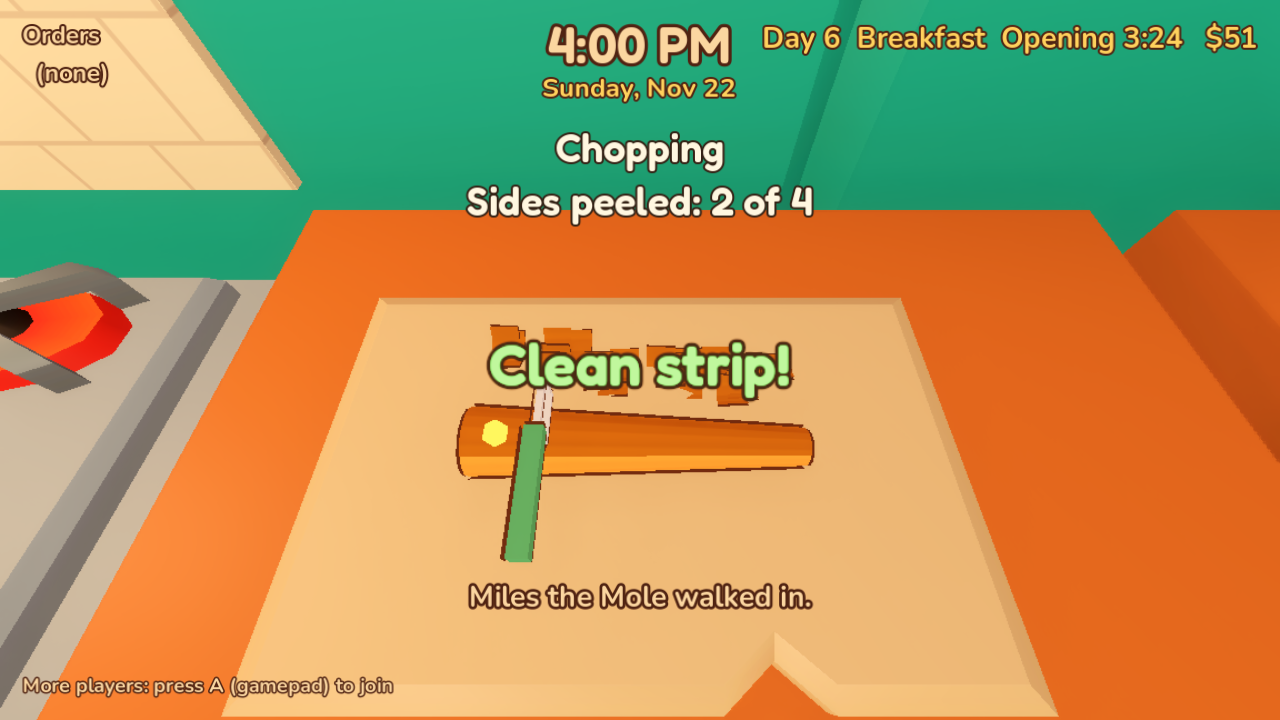 Orders
(none)
4:00 PM
Sunday, Nov 22
Day 6 Breakfast Opening 3:24 $51
Chopping
Sides peeled: 2 of 4
Clean strip!
Miles the Mole walked in.
More players: press A (gamepad) to join